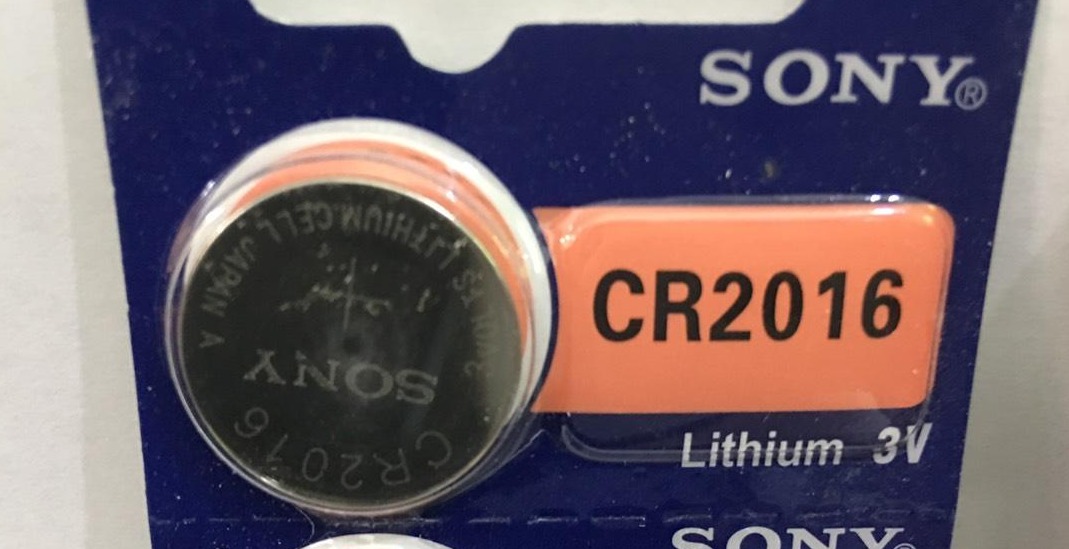 SONY®
CR2016
Lithium 3V
LITHIUM CELL JAPAN A
SONY
CR2016
SONY